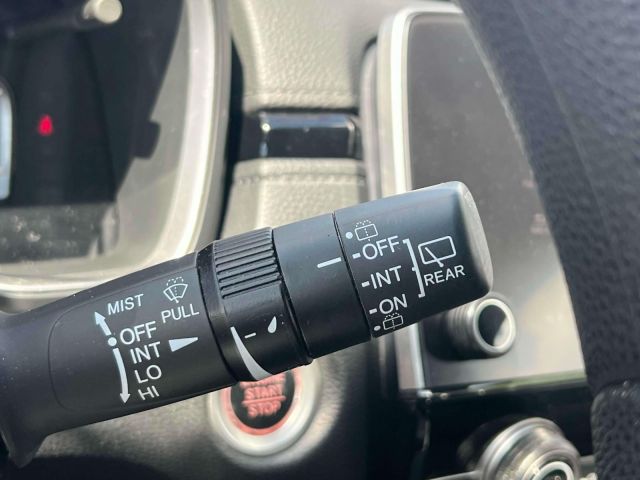 MIST
PULL
OFF
INT
LO
HI
OFF
INT
ON
REAR
START
STOP